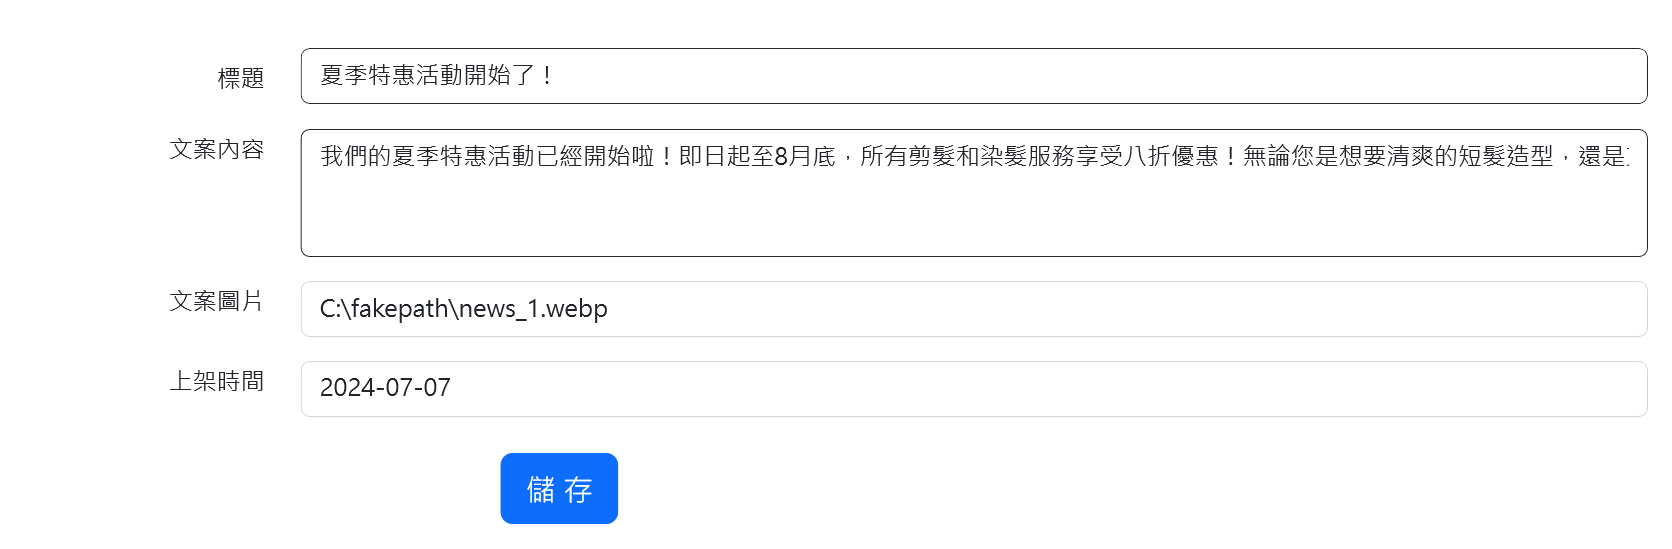 標題
夏季特惠活動開始了！
文案內容
我們的夏季特惠活動已經開始啦！即日起至8月底，所有剪髮和染髮服務享受八折優惠！無論您是想要清爽的短髮造型，還是
文案圖片
C:\fakepath\news_1.webp
上架時間
2024-07-07
儲存